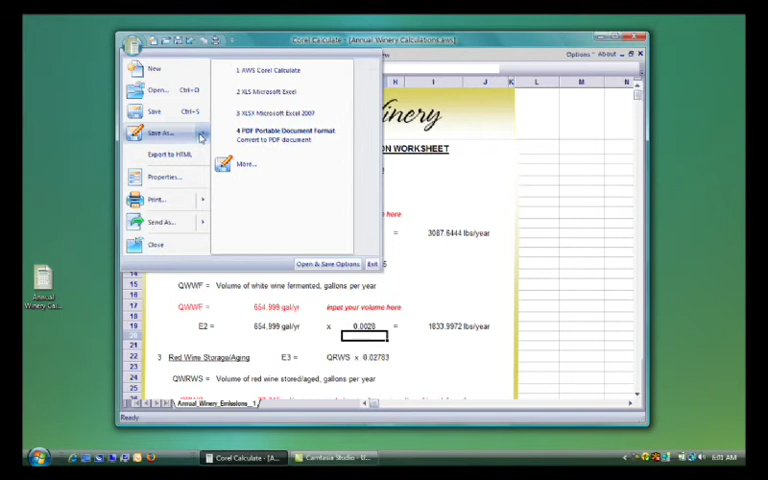 Corel Calculate - [Annual Winery Calculations.aws]
Options About
New
Open... Ctrl+O
Save Ctrl+S
Save As...
Export to HTML
Properties...
Print...
Send As...
Close
1 AWS Corel Calculate
2 XLS Microsoft Excel
3 XLSX Microsoft Excel 2007
4 PDF Portable Document Format
Convert to PDF document
More...
Open & Save Options Exit
H I J K L M N
inery
ON WORKSHEET
here
= 3087.6444 lbs/year
14
15 QWWF = Volume of white wine fermented, gallons per year
16
17 QWWF = 654,999 gal/yr input your volume here
18
19 E2 = 654,999 gal/yr x 0.0028 = 1833.9972 lbs/year
20
21
22 3 Red Wine Storage/Aging E3 = QRWS x 0.02783
23
24 QWRWS = Volume of red wine stored/aged, gallons per year
25
Annual_Winery_Emissions__1
Ready
Annual
Winery Cal...
Corel Calculate - [A...
Camtasia Studio - U...
6:01 AM